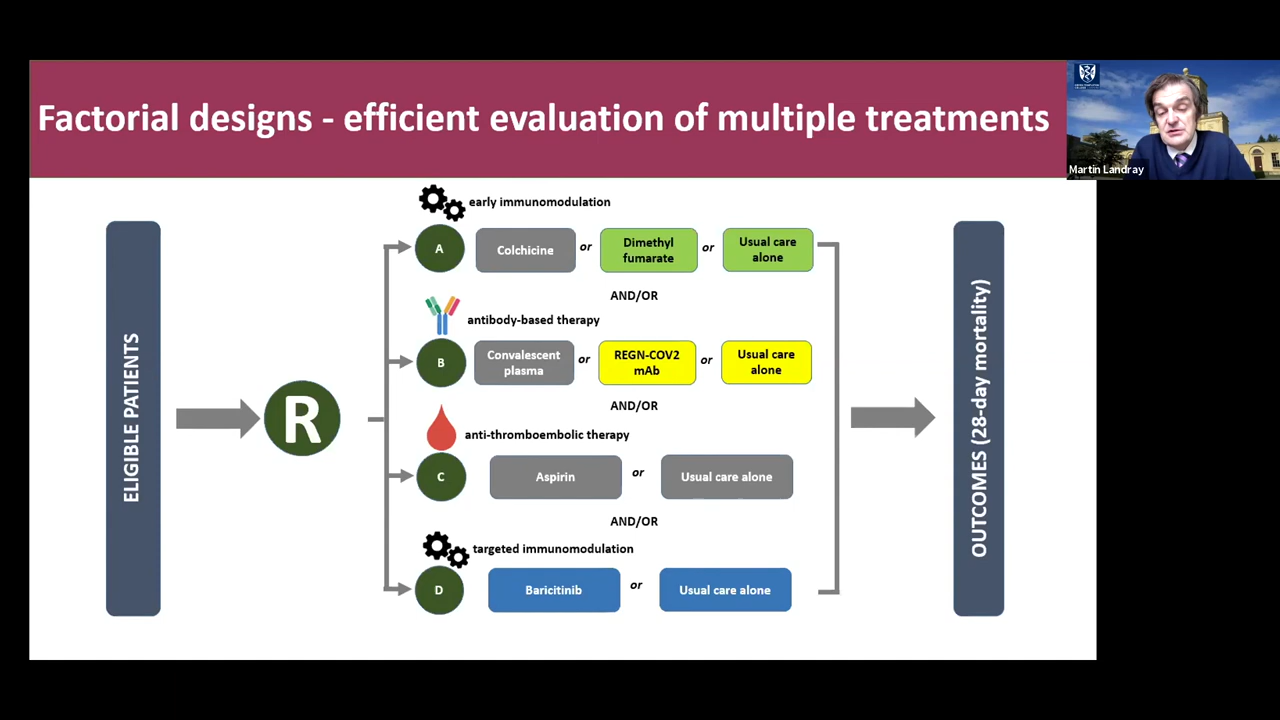 Factorial designs - efficient evaluation of multiple treatments
Martin Landray
ELIGIBLE PATIENTS
R
early immunomodulation
A
Colchicine
or
Dimethyl
fumarate
or
Usual care
alone
AND/OR
antibody-based therapy
B
Convalescent
plasma
or
REGN-COV2
mAb
or
Usual care
alone
AND/OR
anti-thromboembolic therapy
C
Aspirin
or
Usual care alone
AND/OR
targeted immunomodulation
D
Baricitinib
or
Usual care alone
OUTCOMES (28-day mortality)